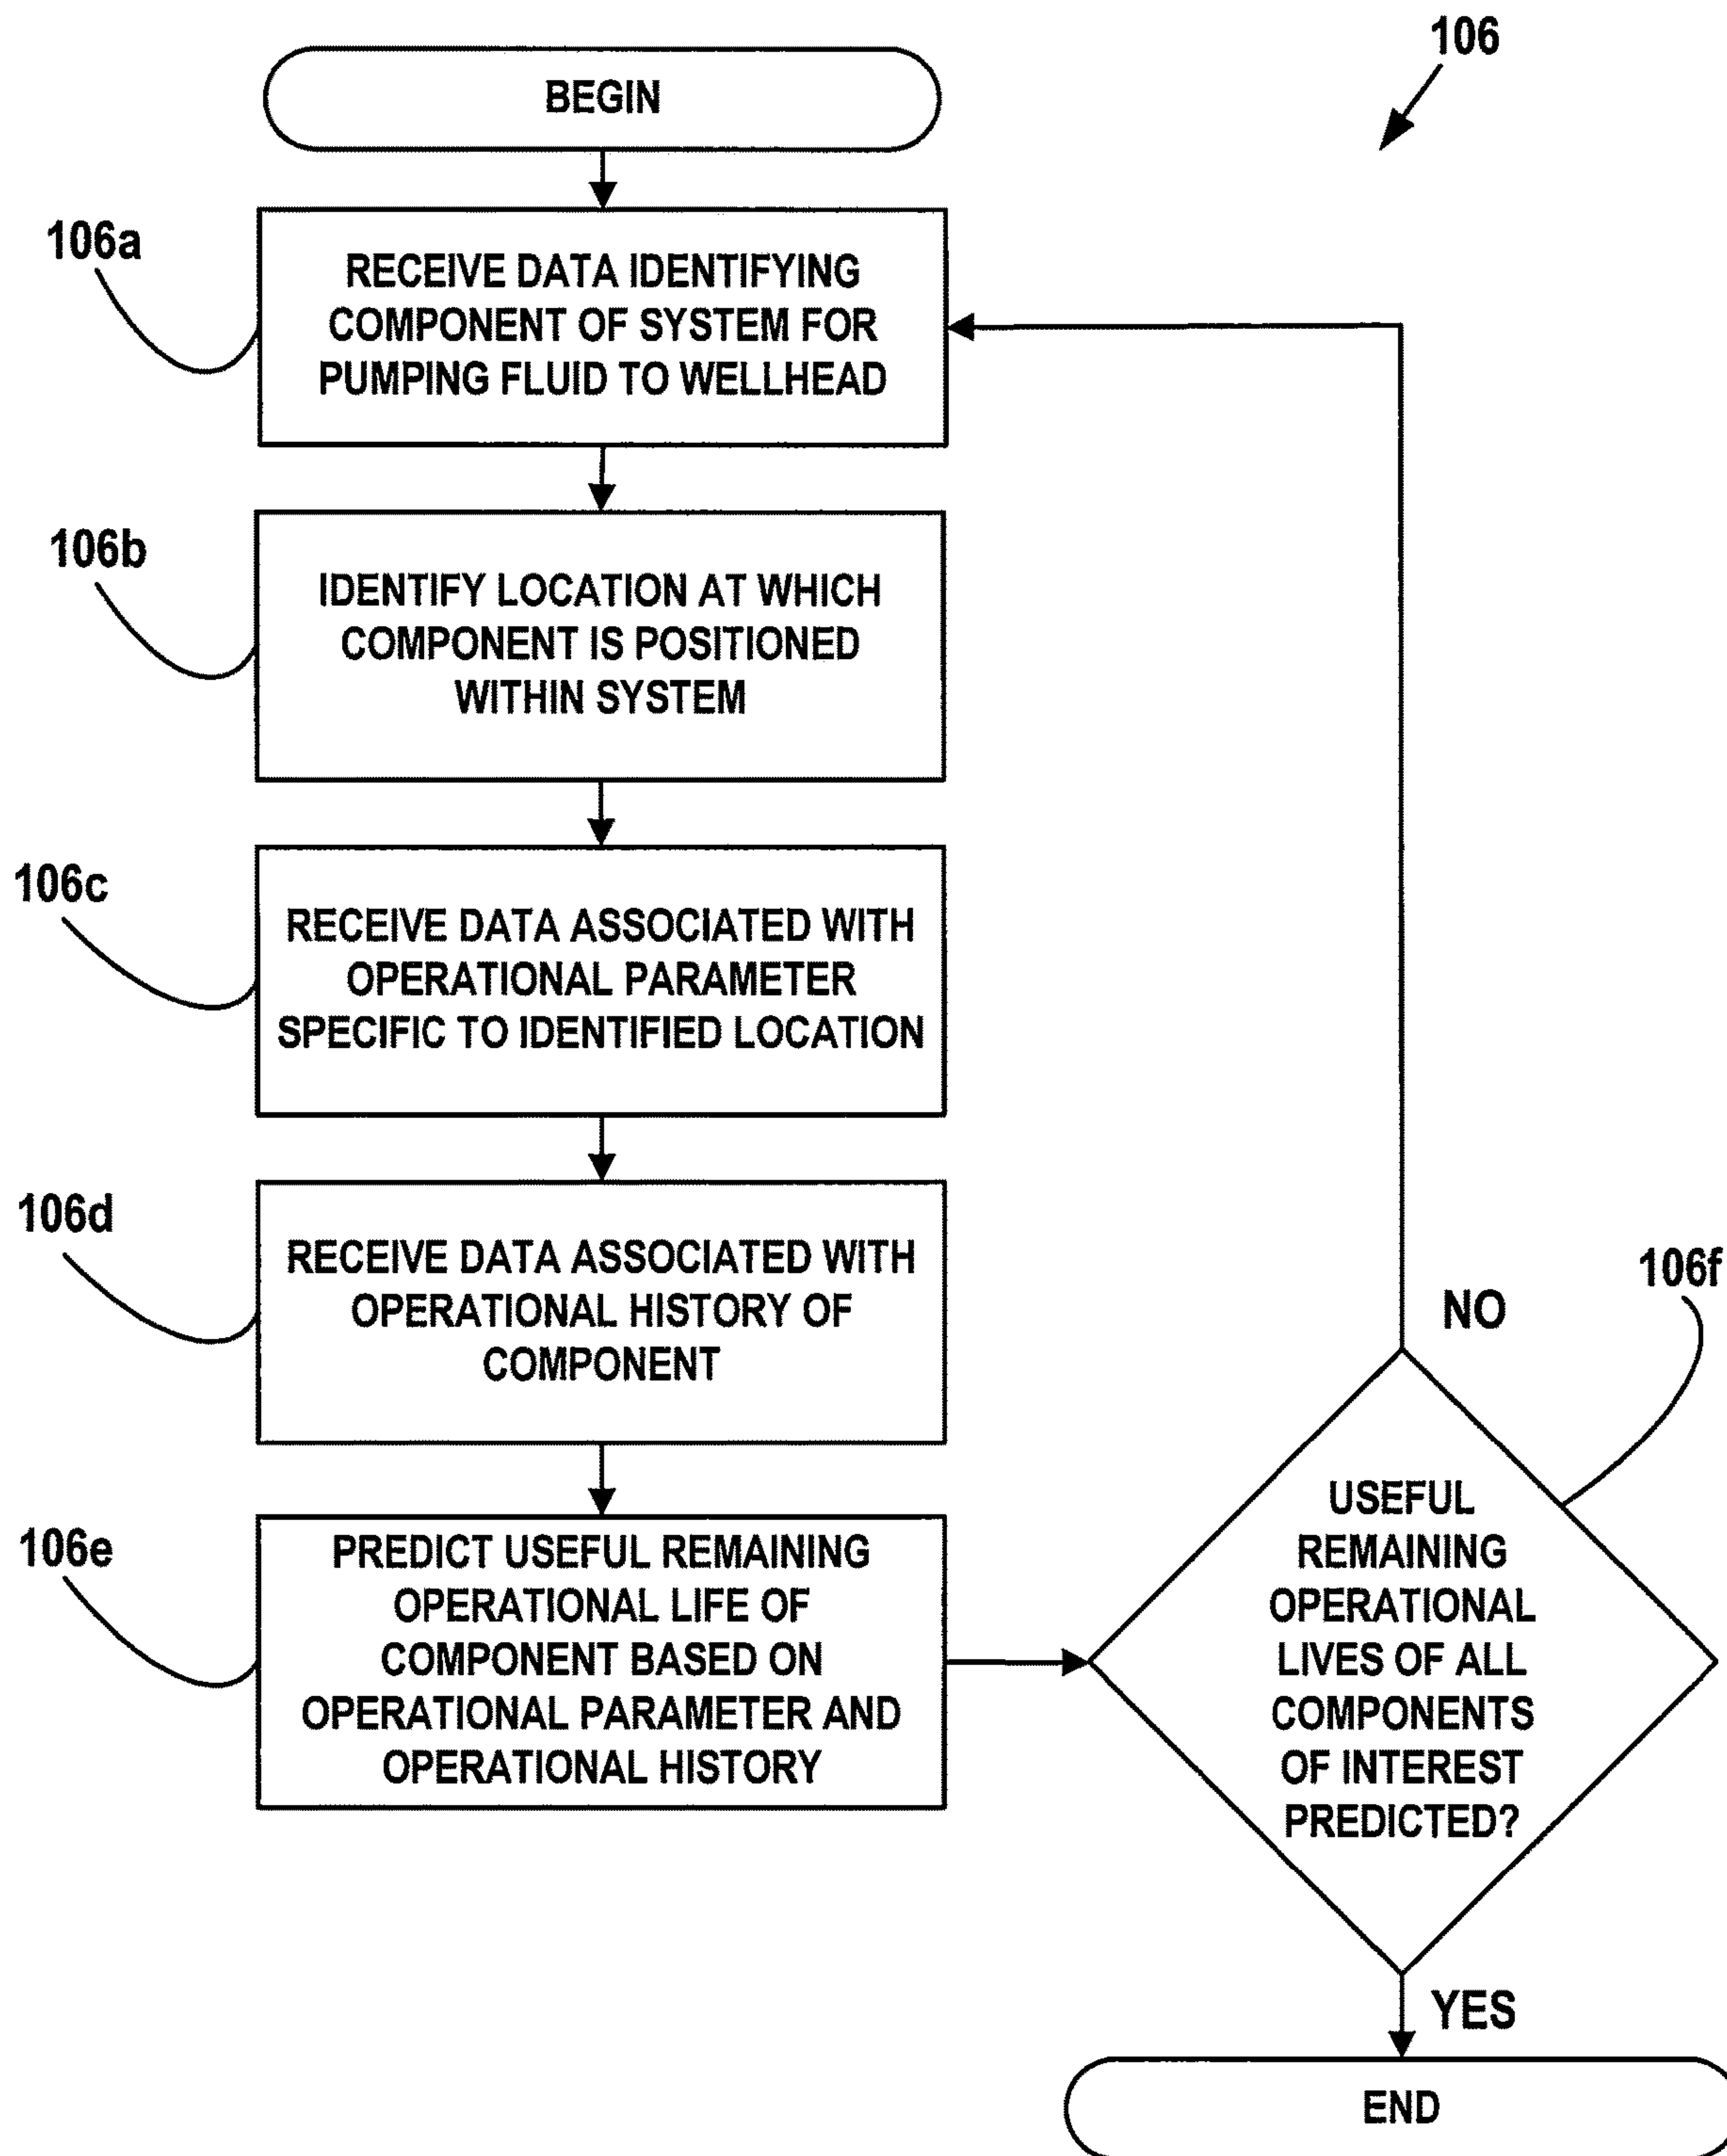 106
BEGIN
106a
RECEIVE DATA IDENTIFYING
COMPONENT OF SYSTEM FOR
PUMPING FLUID TO WELLHEAD
106b
IDENTIFY LOCATION AT WHICH
COMPONENT IS POSITIONED
WITHIN SYSTEM
106c
RECEIVE DATA ASSOCIATED WITH
OPERATIONAL PARAMETER
SPECIFIC TO IDENTIFIED LOCATION
106d
RECEIVE DATA ASSOCIATED WITH
OPERATIONAL HISTORY OF
COMPONENT
106e
PREDICT USEFUL REMAINING
OPERATIONAL LIFE OF
COMPONENT BASED ON
OPERATIONAL PARAMETER AND
OPERATIONAL HISTORY
106f
NO
USEFUL
REMAINING
OPERATIONAL
LIVES OF ALL
COMPONENTS
OF INTEREST
PREDICTED?
YES
END